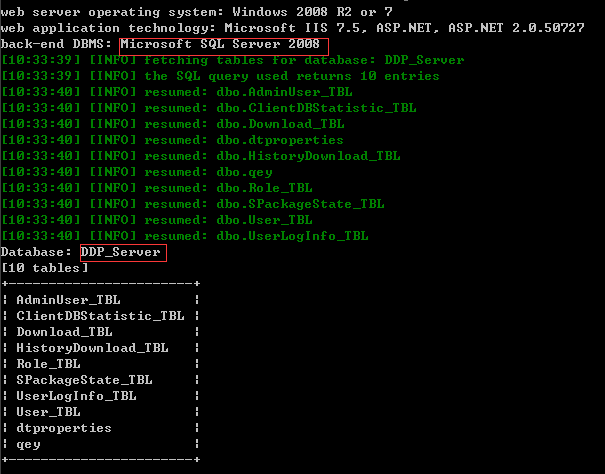 web server operating system: Windows 2008 R2 or 7
web application technology: Microsoft IIS 7.5, ASP.NET, ASP.NET 2.0.50727
back-end DBMS: Microsoft SQL Server 2008
[10:33:39] [INFO] fetching tables for database: DDP_Server
[10:33:39] [INFO] the SQL query used returns 10 entries
[10:33:40] [INFO] resumed: dbo.AdminUser_TBL
[10:33:40] [INFO] resumed: dbo.ClientDBStatistic_TBL
[10:33:40] [INFO] resumed: dbo.Download_TBL
[10:33:40] [INFO] resumed: dbo.dtproperties
[10:33:40] [INFO] resumed: dbo.HistoryDownload_TBL
[10:33:40] [INFO] resumed: dbo.qey
[10:33:40] [INFO] resumed: dbo.Role_TBL
[10:33:40] [INFO] resumed: dbo.SPackageState_TBL
[10:33:40] [INFO] resumed: dbo.User_TBL
[10:33:40] [INFO] resumed: dbo.UserLogInfo_TBL
Database: DDP_Server
[10 tables]
+-----------------------+
| AdminUser_TBL         |
| ClientDBStatistic_TBL |
| Download_TBL          |
| HistoryDownload_TBL   |
| Role_TBL              |
| SPackageState_TBL     |
| UserLogInfo_TBL       |
| User_TBL              |
| dtproperties          |
| qey                   |
+-----------------------+